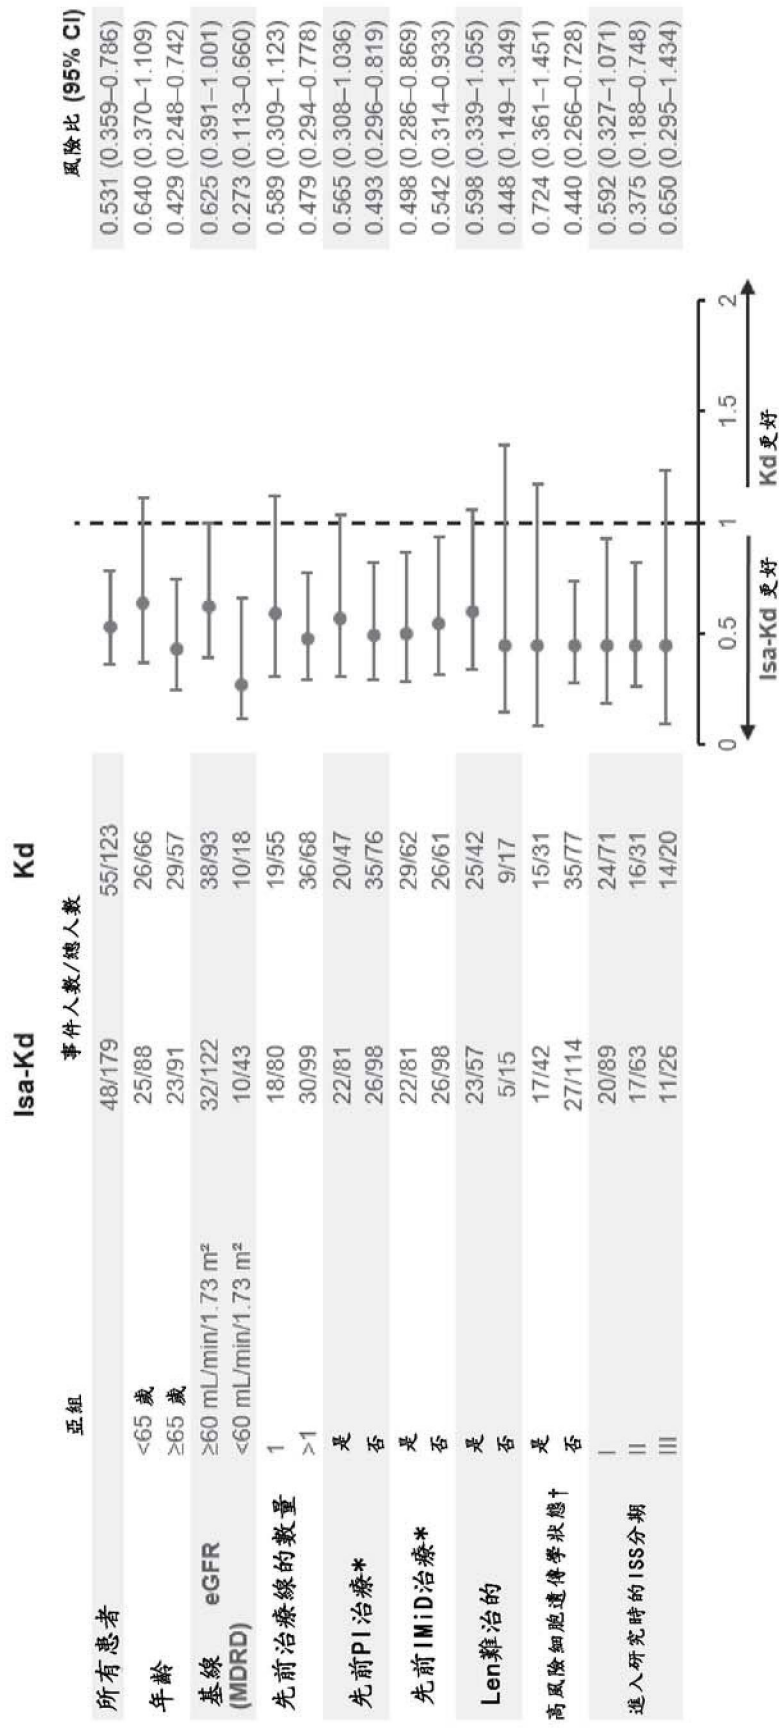 Isa-Kd Kd
亞組 事件人數/總人數 風險比 (95% CI)
所有患者 48/179 55/123 0.531 (0.359–0.786)
年齡 <65 歲 25/88 26/66 0.640 (0.370–1.109)
≥65 歲 23/91 29/57 0.429 (0.248–0.742)
基線 eGFR ≥60 mL/min/1.73 m² 32/122 38/93 0.625 (0.391–1.001)
(MDRD) <60 mL/min/1.73 m² 10/43 10/18 0.273 (0.113–0.660)
先前治療線的數量 1 18/80 19/55 0.589 (0.309–1.123)
>1 30/99 36/68 0.479 (0.294–0.778)
先前PI治療* 是 22/81 20/47 0.565 (0.308–1.036)
否 26/98 35/76 0.493 (0.296–0.819)
先前IMiD治療* 是 22/81 29/62 0.498 (0.286–0.869)
否 26/98 26/61 0.542 (0.314–0.933)
Len難治的 是 23/57 25/42 0.598 (0.339–1.055)
否 5/15 9/17 0.448 (0.149–1.349)
高風險細胞遺傳學狀態† 是 17/42 15/31 0.724 (0.361–1.451)
否 27/114 35/77 0.440 (0.266–0.728)
進入研究時的ISS分期 I 20/89 24/71 0.592 (0.327–1.071)
II 17/63 16/31 0.375 (0.188–0.748)
III 11/26 14/20 0.650 (0.295–1.434)
0 0.5 1 1.5 2
Isa-Kd 更好 Kd 更好